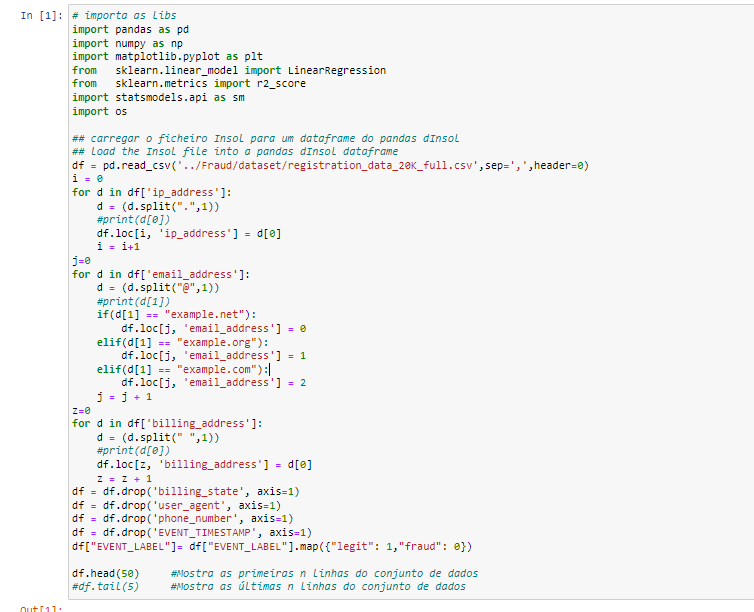 In [1]: # importa as libs
import pandas as pd
import numpy as np
import matplotlib.pyplot as plt
from   sklearn.linear_model import LinearRegression
from   sklearn.metrics import r2_score
import statsmodels.api as sm
import os

## carregar o ficheiro Insol para um dataframe do pandas dInsol
## load the Insol file into a pandas dInsol dataframe
df = pd.read_csv('../Fraud/dataset/registration_data_20K_full.csv',sep=',',header=0)
i = 0
for d in df['ip_address']:
    d = (d.split(".",1))
    #print(d[0])
    df.loc[i, 'ip_address'] = d[0]
    i = i+1
j=0
for d in df['email_address']:
    d = (d.split("@",1))
    #print(d[1])
    if(d[1] == "example.net"):
        df.loc[j, 'email_address'] = 0
    elif(d[1] == "example.org"):
        df.loc[j, 'email_address'] = 1
    elif(d[1] == "example.com"):
        df.loc[j, 'email_address'] = 2
    j = j + 1
z=0
for d in df['billing_address']:
    d = (d.split(" ",1))
    #print(d[0])
    df.loc[z, 'billing_address'] = d[0]
    z = z + 1
df = df.drop('billing_state', axis=1)
df = df.drop('user_agent', axis=1)
df = df.drop('phone_number', axis=1)
df = df.drop('EVENT_TIMESTAMP', axis=1)
df["EVENT_LABEL"]= df["EVENT_LABEL"].map({"legit": 1,"fraud": 0})

df.head(50)     #Mostra as primeiras n linhas do conjunto de dados
#df.tail(5)     #Mostra as últimas n linhas do conjunto de dados
Out[1]: